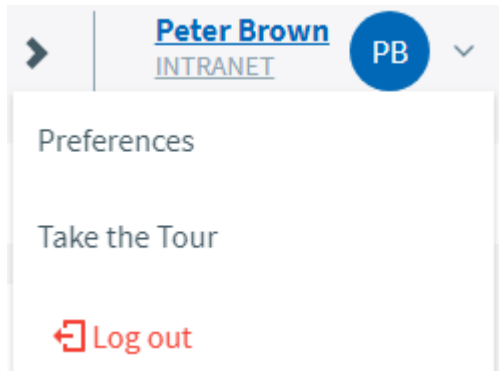 Peter Brown
INTRANET
PB
Preferences
Take the Tour
Log out